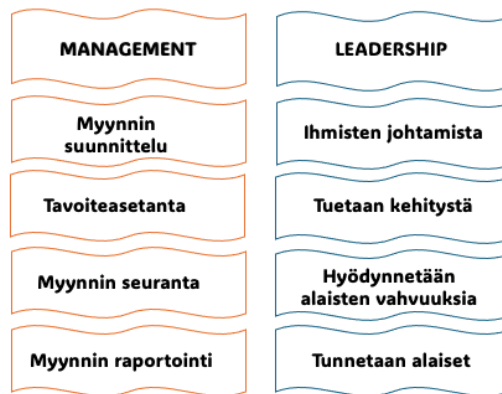 MANAGEMENT
Myynnin
suunnittelu
Tavoiteasetanta
Myynnin seuranta
Myynnin raportointi
LEADERSHIP
Ihmisten johtamista
Tuetaan kehitystä
Hyödynnetään
alaisten vahvuuksia
Tunnetaan alaiset